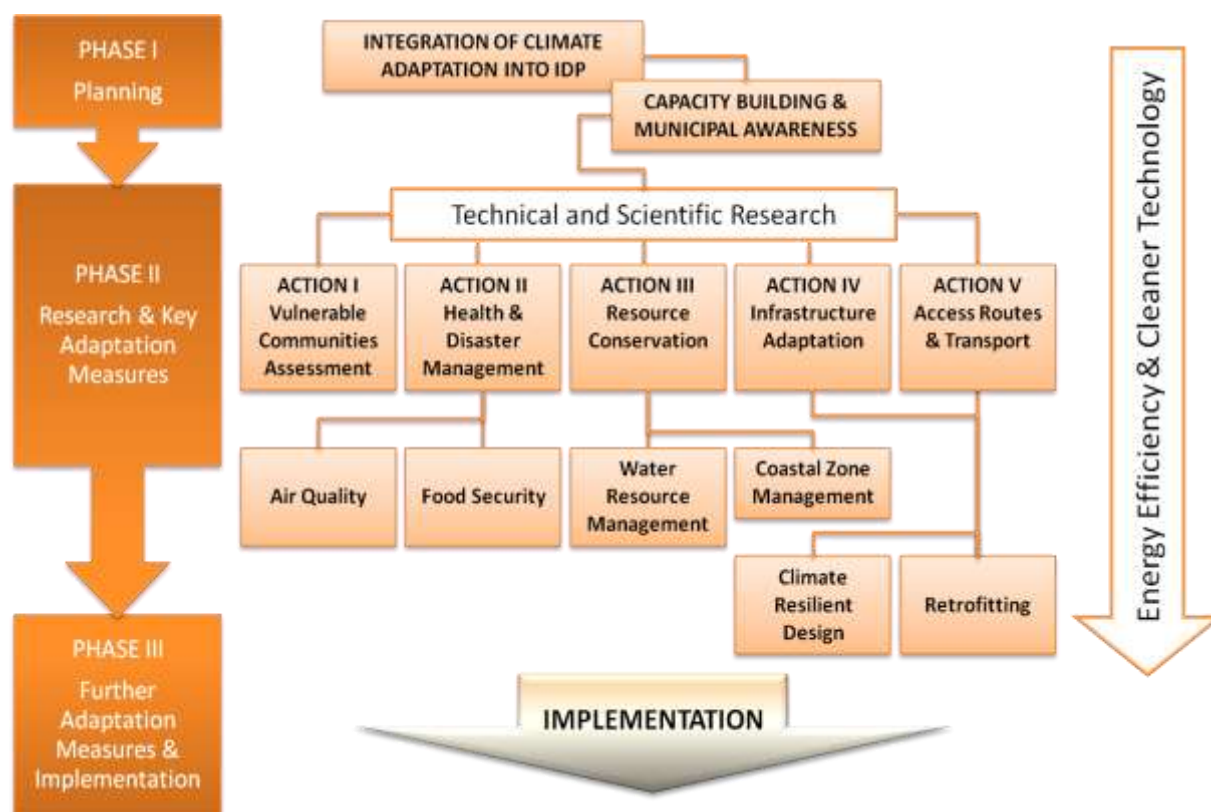 PHASE I
Planning
INTEGRATION OF CLIMATE
ADAPTATION INTO IDP
CAPACITY BUILDING &
MUNICIPAL AWARENESS
PHASE II
Research & Key
Adaptation
Measures
Technical and Scientific Research
ACTION I
Vulnerable
Communities
Assessment
ACTION II
Health &
Disaster
Management
ACTION III
Resource
Conservation
ACTION IV
Infrastructure
Adaptation
ACTION V
Access Routes
& Transport
Air Quality
Food Security
Water
Resource
Management
Coastal Zone
Management
Climate
Resilient
Design
Retrofitting
PHASE III
Further
Adaptation
Measures &
Implementation
IMPLEMENTATION
Energy Efficiency & Cleaner Technology